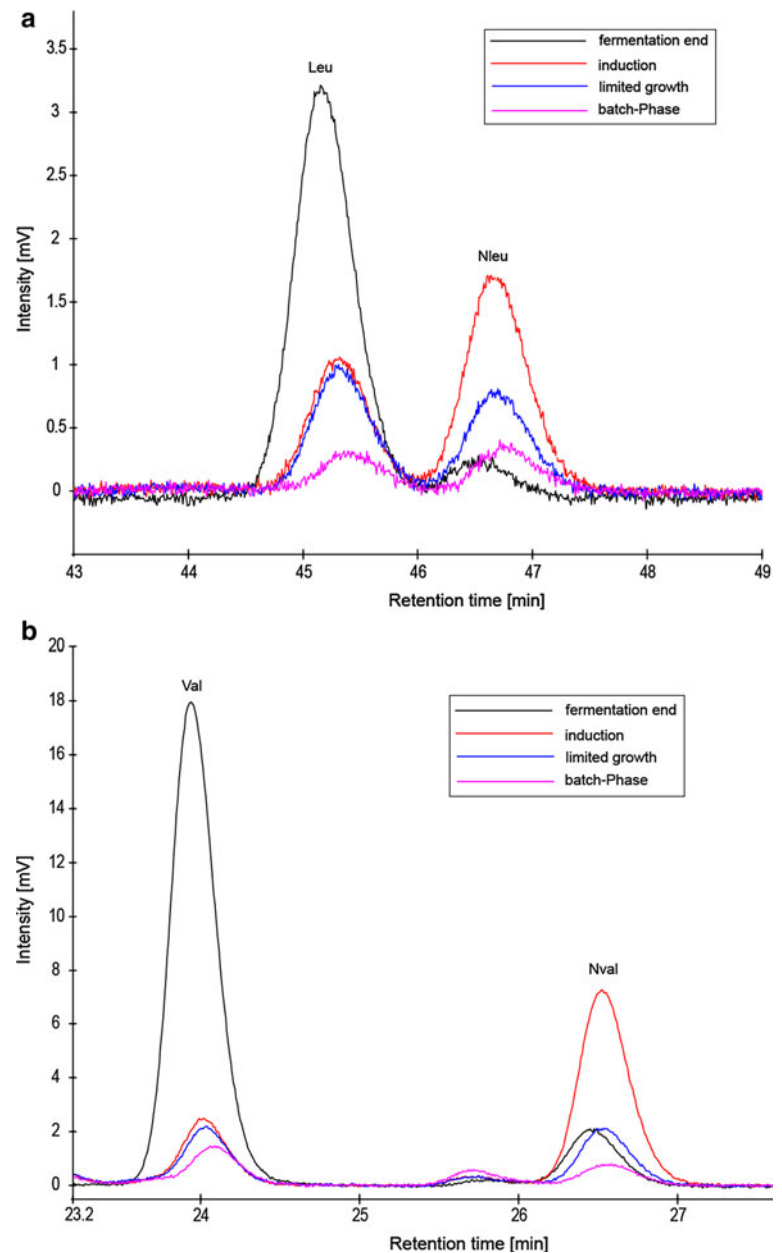 a
3.5
3
2.5
2
1.5
1
0.5
0
Intensity [mV]
Leu
Nleu
fermentation end
induction
limited growth
batch-Phase
43 44 45 46 47 48 49
Retention time [min]
b
20
18
16
14
12
10
8
6
4
2
0
Intensity [mV]
Val
Nval
fermentation end
induction
limited growth
batch-Phase
23.2 24 25 26 27
Retention time [min]